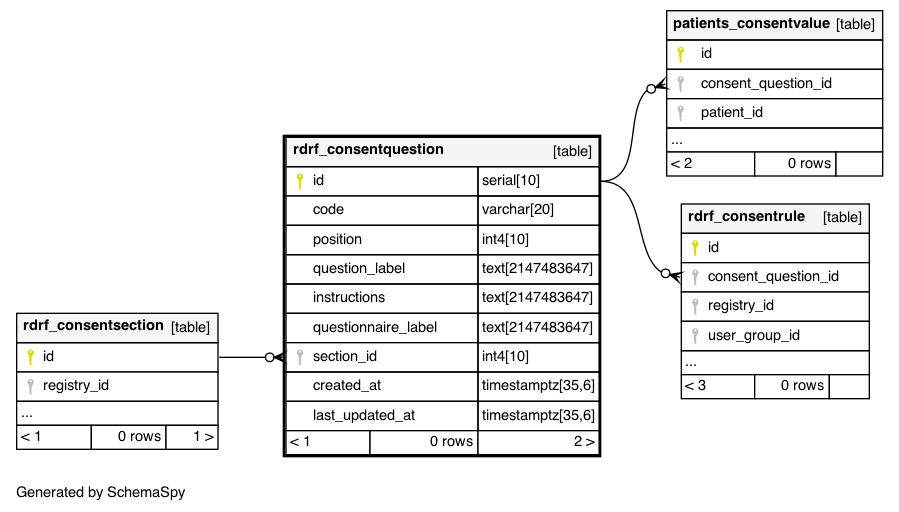 patients_consentvalue [table]
id
consent_question_id
patient_id
...
< 2 0 rows
rdrf_consentquestion [table]
id serial[10]
code varchar[20]
position int4[10]
question_label text[2147483647]
instructions text[2147483647]
questionnaire_label text[2147483647]
section_id int4[10]
created_at timestamptz[35,6]
last_updated_at timestamptz[35,6]
< 1 0 rows 2 >
rdrf_consentrule [table]
id
consent_question_id
registry_id
user_group_id
...
< 3 0 rows
rdrf_consentsection [table]
id
registry_id
...
< 1 0 rows 1 >
Generated by SchemaSpy